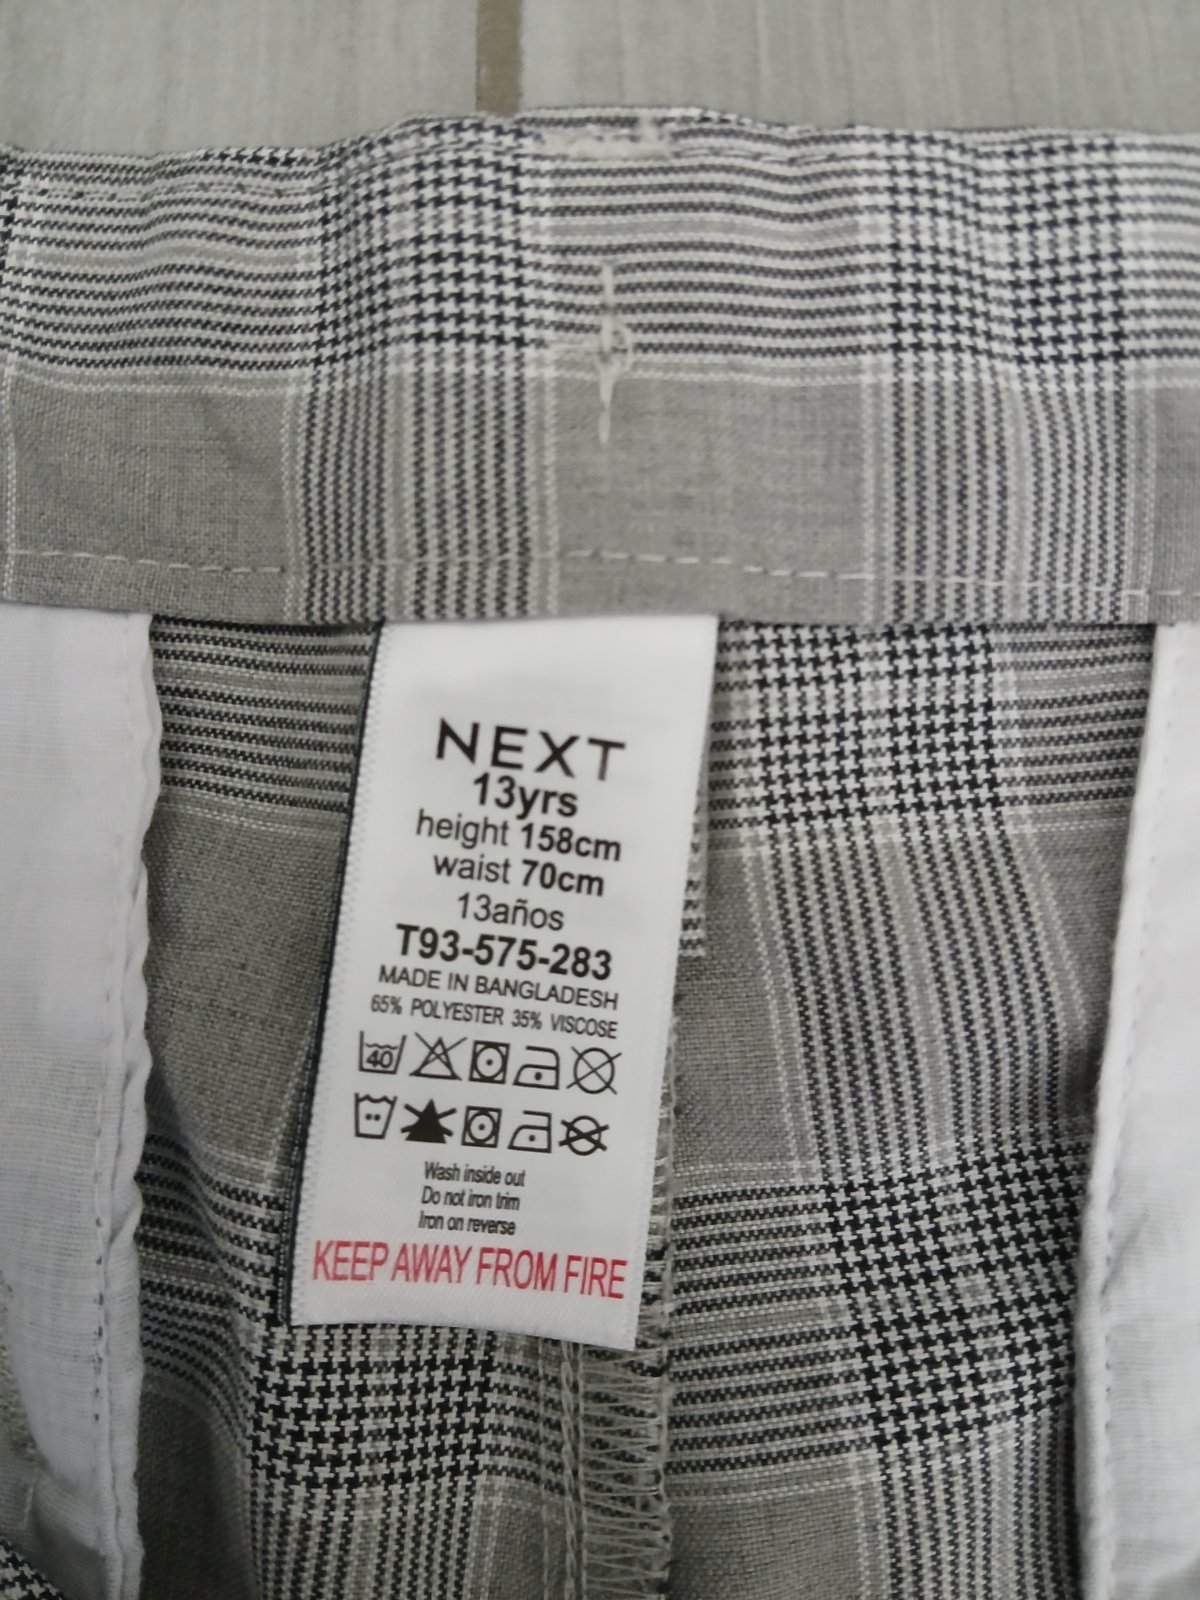 NEXT
13yrs
height 158cm
waist 70cm
13años
T93-575-283
MADE IN BANGLADESH
65% POLYESTER 35% VISCOSE
40
Wash inside out
Do not iron trim
Iron on reverse
KEEP AWAY FROM FIRE